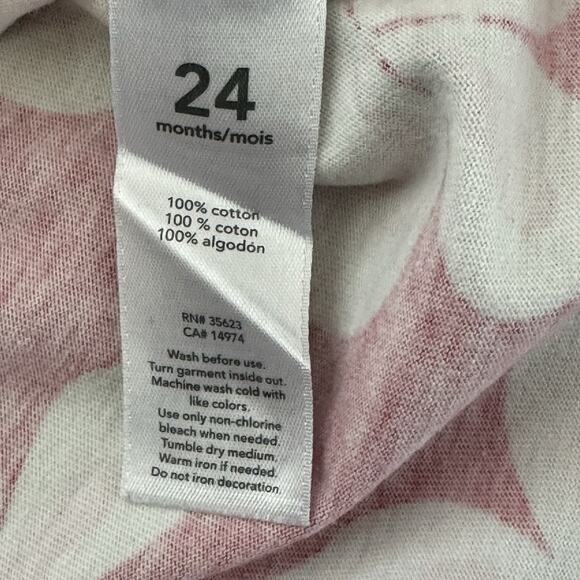 24
months/mois
100% cotton
100 % coton
100% algodón
RN# 35623
CA# 14974
Wash before use.
Turn garment inside out.
Machine wash cold with
like colors.
Use only non-chlorine
bleach when needed.
Tumble dry medium.
Warm iron if needed.
Do not iron decoration.